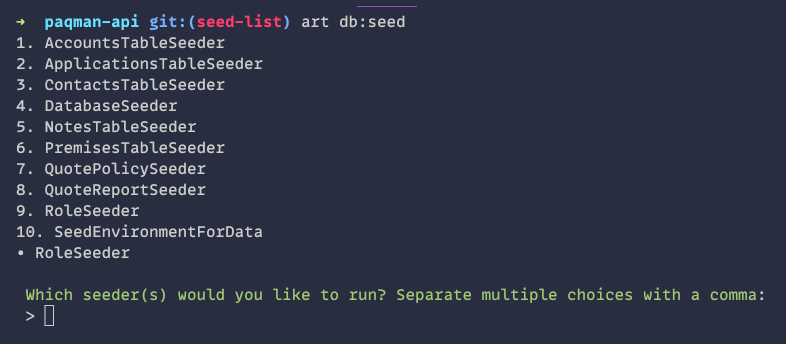 → paqman-api git:(seed-list) art db:seed
1. AccountsTableSeeder
2. ApplicationsTableSeeder
3. ContactsTableSeeder
4. DatabaseSeeder
5. NotesTableSeeder
6. PremisesTableSeeder
7. QuotePolicySeeder
8. QuoteReportSeeder
9. RoleSeeder
10. SeedEnvironmentForData
• RoleSeeder
Which seeder(s) would you like to run? Separate multiple choices with a comma:
>